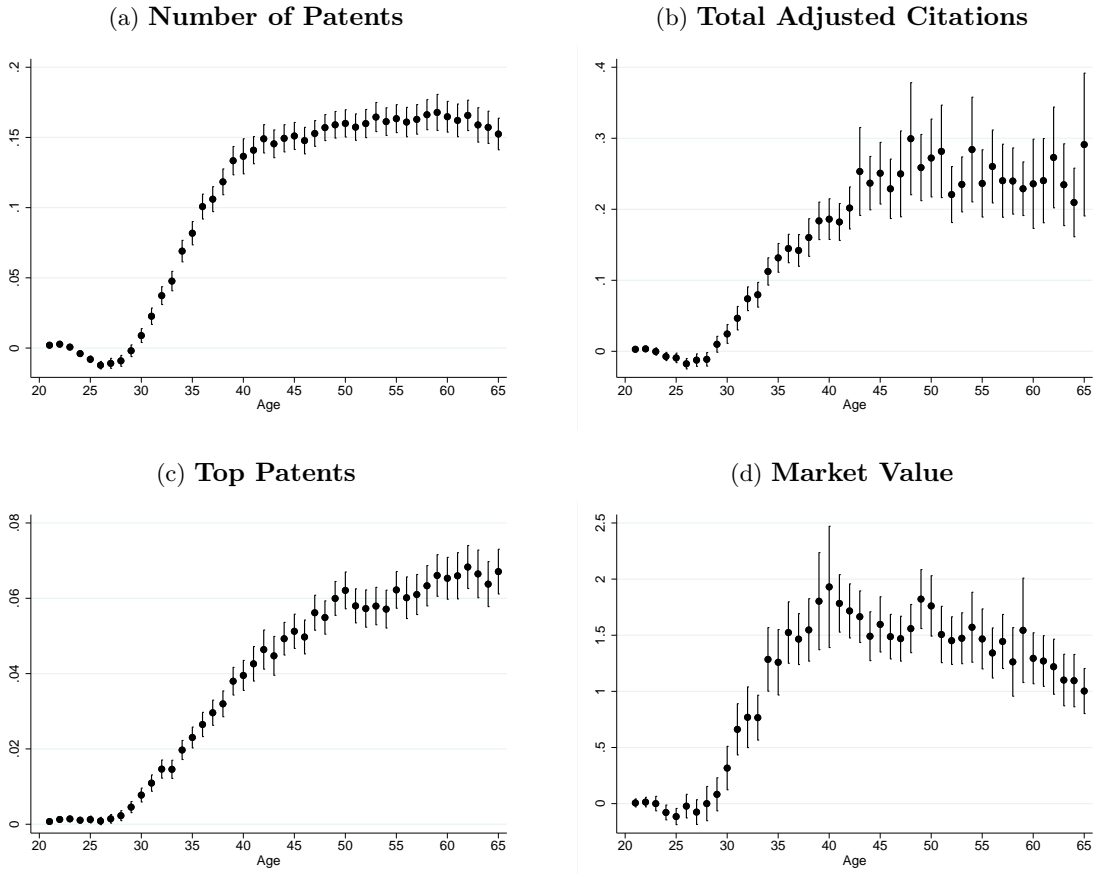 (a) Number of Patents
.2
.15
.1
.05
0
20 25 30 35 40 45 50 55 60 65
Age
(b) Total Adjusted Citations
.4
.3
.2
.1
0
20 25 30 35 40 45 50 55 60 65
Age
(c) Top Patents
.08
.06
.04
.02
0
20 25 30 35 40 45 50 55 60 65
Age
(d) Market Value
2.5
2
1.5
1
.5
0
20 25 30 35 40 45 50 55 60 65
Age